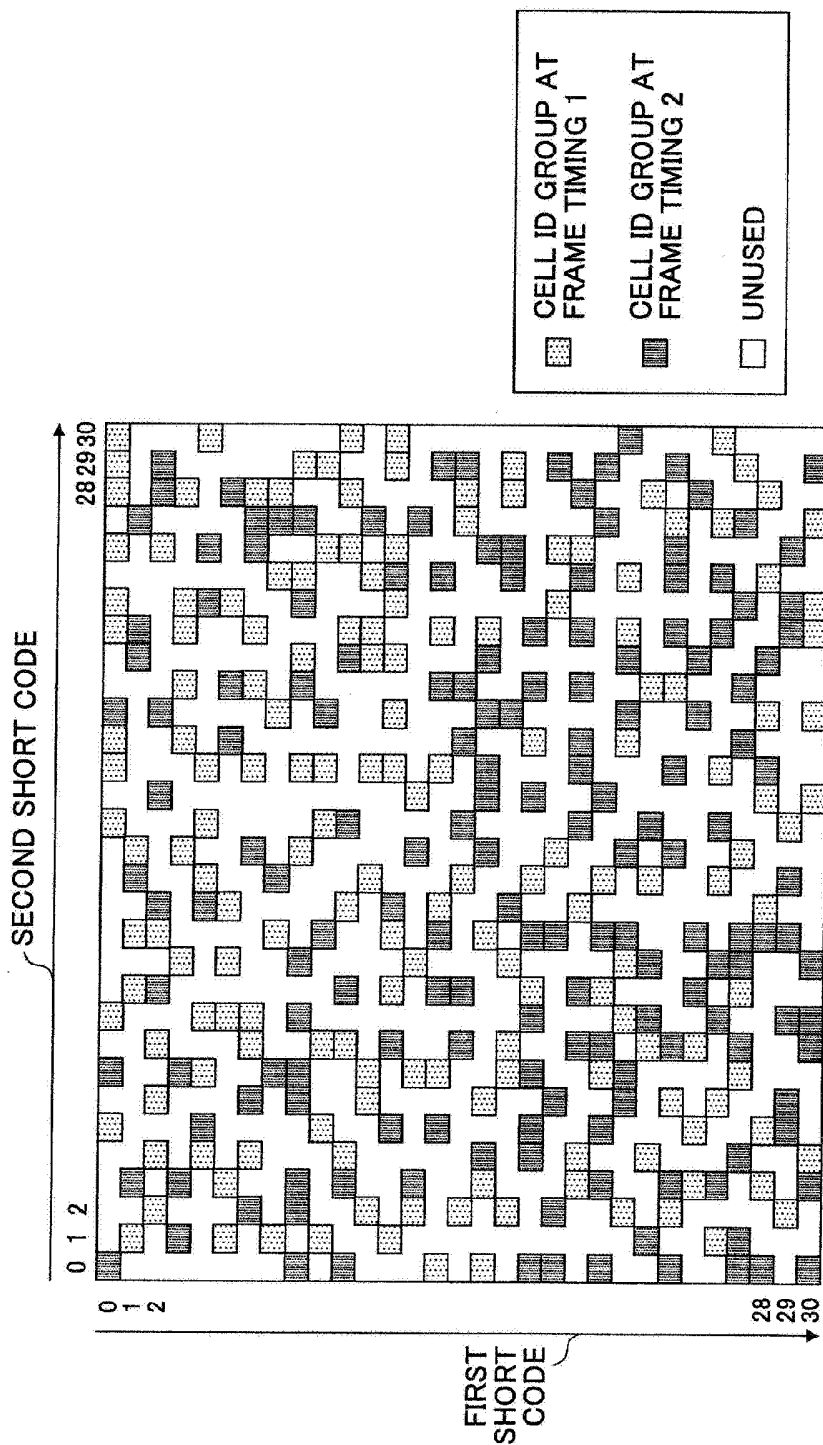 SECOND SHORT CODE
0 1 2 28 29 30
FIRST
SHORT
CODE
0
1
2
28
29
30
CELL ID GROUP AT
FRAME TIMING 1
CELL ID GROUP AT
FRAME TIMING 2
UNUSED